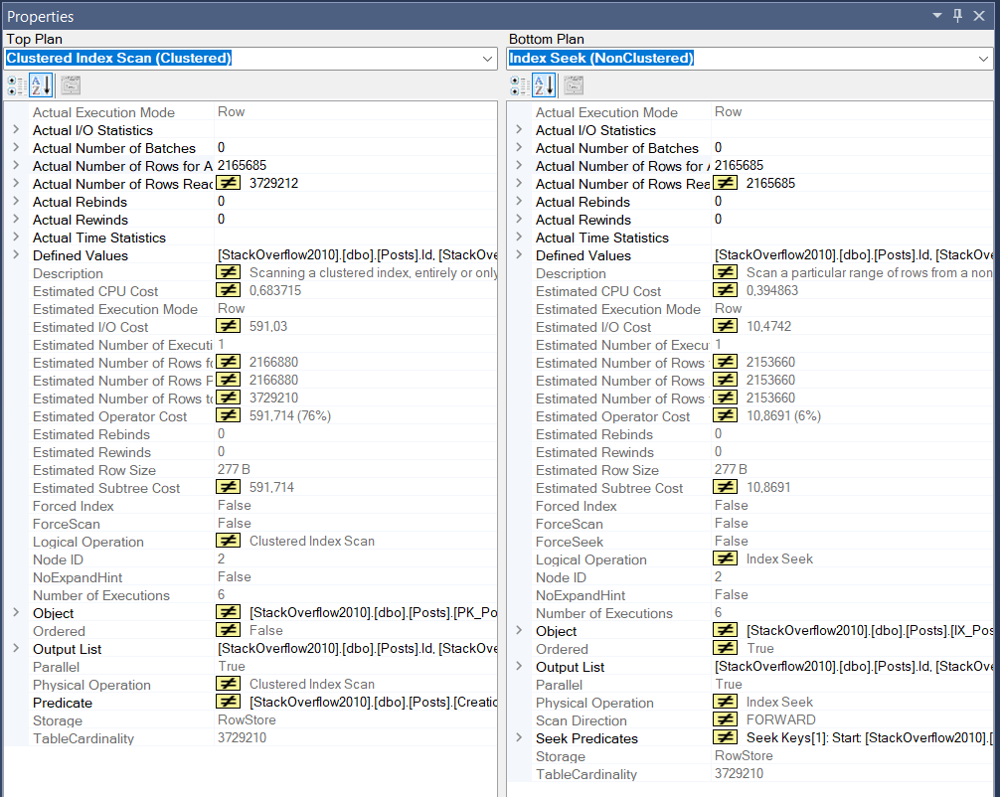 Properties
Top Plan
Clustered Index Scan (Clustered)
Actual Execution Mode Row
Actual I/O Statistics
Actual Number of Batches 0
Actual Number of Rows for A 2165685
Actual Number of Rows Read ≠ 3729212
Actual Rebinds 0
Actual Rewinds 0
Actual Time Statistics
Defined Values [StackOverflow2010].[dbo].[Posts].Id, [StackOve
Description ≠ Scanning a clustered index, entirely or only
Estimated CPU Cost ≠ 0,683715
Estimated Execution Mode Row
Estimated I/O Cost ≠ 591,03
Estimated Number of Executi 1
Estimated Number of Rows fo ≠ 2166880
Estimated Number of Rows P ≠ 2166880
Estimated Number of Rows to ≠ 3729210
Estimated Operator Cost ≠ 591,714 (76%)
Estimated Rebinds 0
Estimated Rewinds 0
Estimated Row Size 277 B
Estimated Subtree Cost ≠ 591,714
Forced Index False
ForceScan False
Logical Operation ≠ Clustered Index Scan
Node ID 2
NoExpandHint False
Number of Executions 6
Object ≠ [StackOverflow2010].[dbo].[Posts].[PK_Po
Ordered ≠ False
Output List [StackOverflow2010].[dbo].[Posts].Id, [StackOve
Parallel True
Physical Operation ≠ Clustered Index Scan
Predicate ≠ [StackOverflow2010].[dbo].[Posts].[Creatio
Storage RowStore
TableCardinality 3729210
Bottom Plan
Index Seek (NonClustered)
Actual Execution Mode Row
Actual I/O Statistics
Actual Number of Batches 0
Actual Number of Rows for A 2165685
Actual Number of Rows Rea ≠ 2165685
Actual Rebinds 0
Actual Rewinds 0
Actual Time Statistics
Defined Values [StackOverflow2010].[dbo].[Posts].Id, [StackOv
Description ≠ Scan a particular range of rows from a non
Estimated CPU Cost ≠ 0,394863
Estimated Execution Mode Row
Estimated I/O Cost ≠ 10,4742
Estimated Number of Execu 1
Estimated Number of Rows ≠ 2153660
Estimated Number of Rows ≠ 2153660
Estimated Number of Rows ≠ 2153660
Estimated Operator Cost ≠ 10,8691 (6%)
Estimated Rebinds 0
Estimated Rewinds 0
Estimated Row Size 277 B
Estimated Subtree Cost ≠ 10,8691
Forced Index False
ForceScan False
ForceSeek False
Logical Operation ≠ Index Seek
Node ID 2
NoExpandHint False
Number of Executions 6
Object ≠ [StackOverflow2010].[dbo].[Posts].[IX_Pos
Ordered ≠ True
Output List [StackOverflow2010].[dbo].[Posts].Id, [StackOv
Parallel True
Physical Operation ≠ Index Seek
Scan Direction ≠ FORWARD
Seek Predicates ≠ Seek Keys[1]: Start: [StackOverflow2010].[
Storage RowStore
TableCardinality 3729210